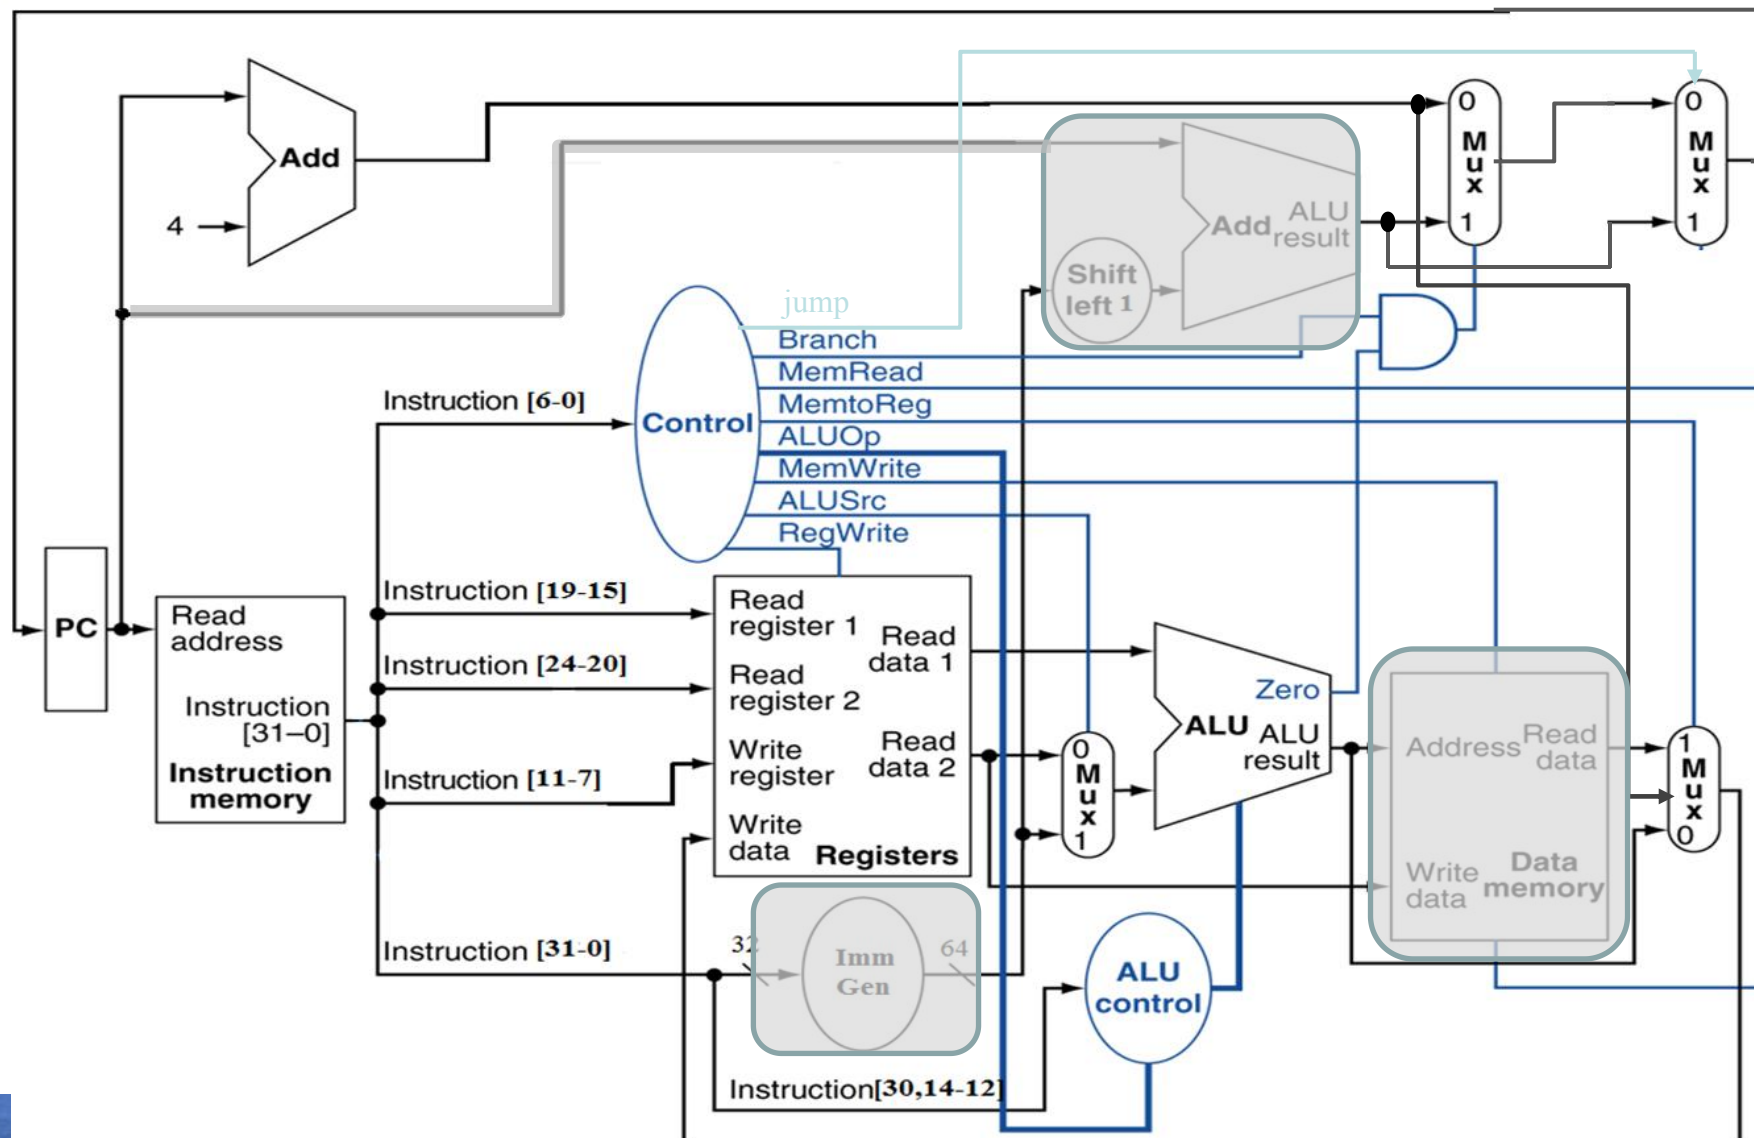 0
M
u
x
1
0
M
u
x
1
Add
4
ALU
result
Add
Shift
left 1
jump
Branch
MemRead
MemtoReg
ALUOp
MemWrite
ALUSrc
RegWrite
Control
Instruction [6-0]
PC
Read
address
Instruction
[31–0]
Instruction
memory
Instruction [19-15]
Instruction [24-20]
Instruction [11-7]
Instruction [31-0]
Read
register 1
Read
register 2
Write
register
Write
data
Read
data 1
Read
data 2
Registers
0
M
u
x
1
Zero
ALU
ALU
result
Address
Read
data
Write
data
Data
memory
1
M
u
x
0
32
Imm
Gen
64
ALU
control
Instruction[30,14-12]